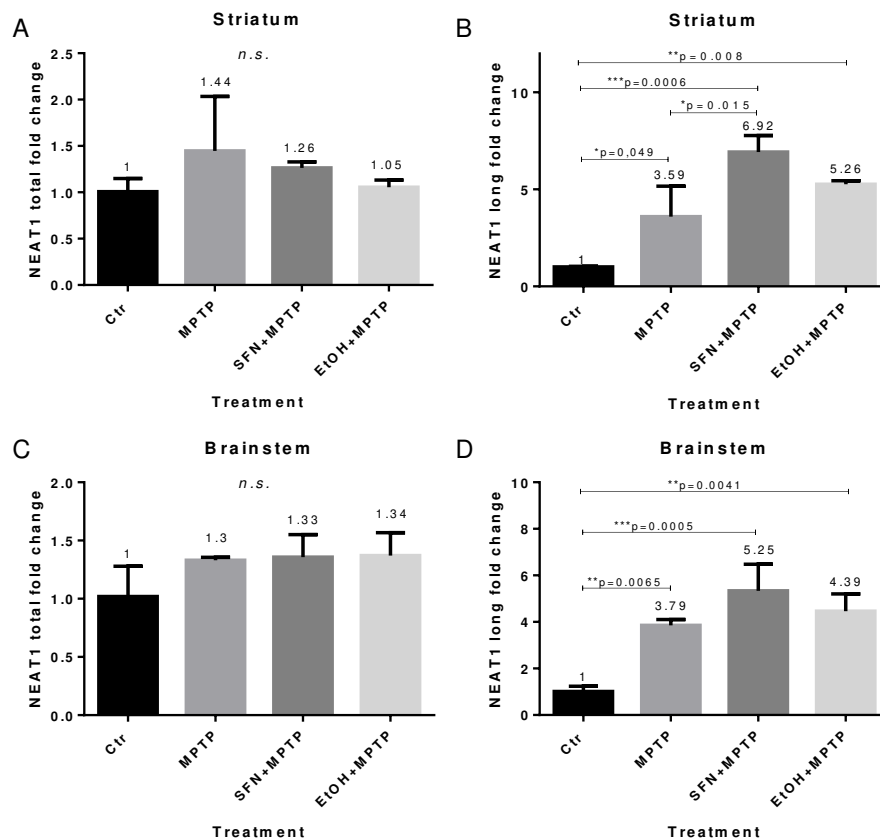 A
Striatum
n.s.
NEAT1 total fold change
2.5
2.0
1.5
1.0
0.5
0.0
1
1.44
1.26
1.05
Ctr
MPTP
SFN+MPTP
EtOH+MPTP
Treatment
B
Striatum
NEAT1 long fold change
10
5
0
**p=0.008
***p=0.0006
*p=0.015
*p=0,049
1
3.59
6.92
5.26
Ctr
MPTP
SFN+MPTP
EtOH+MPTP
Treatment
C
Brainstem
n.s.
NEAT1 total fold change
2.0
1.5
1.0
0.5
0.0
1
1.3
1.33
1.34
Ctr
MPTP
SFN+MPTP
EtOH+MPTP
Treatment
D
Brainstem
NEAT1 long fold change
10
8
6
4
2
0
**p=0.0041
***p=0.0005
**p=0.0065
1
3.79
5.25
4.39
Ctr
MPTP
SFN+MPTP
EtOH+MPTP
Treatment